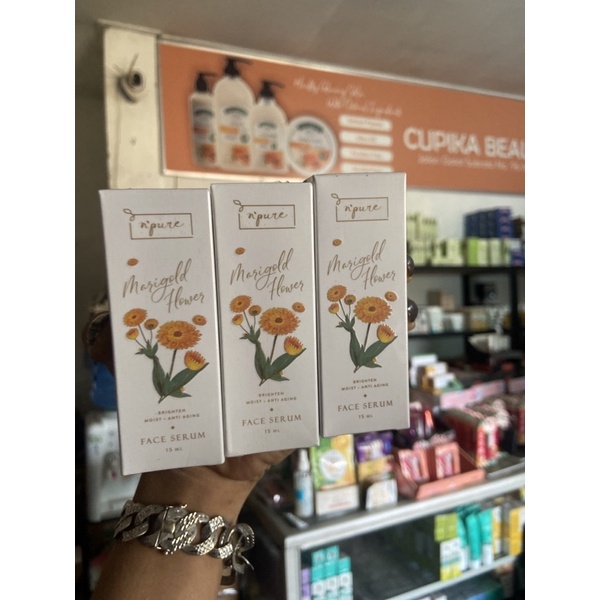 CUPIKA BEAU
n'pure
Marigold
Flower
BRIGHTEN
MOIST • ANTI AGING
FACE SERUM
15 ML
n'pure
Marigold
Flower
BRIGHTEN
MOIST • ANTI AGING
FACE SERUM
15 ML
n'pure
Marigold
Flower
BRIGHTEN
MOIST • ANTI AGING
FACE SERUM
15 ML